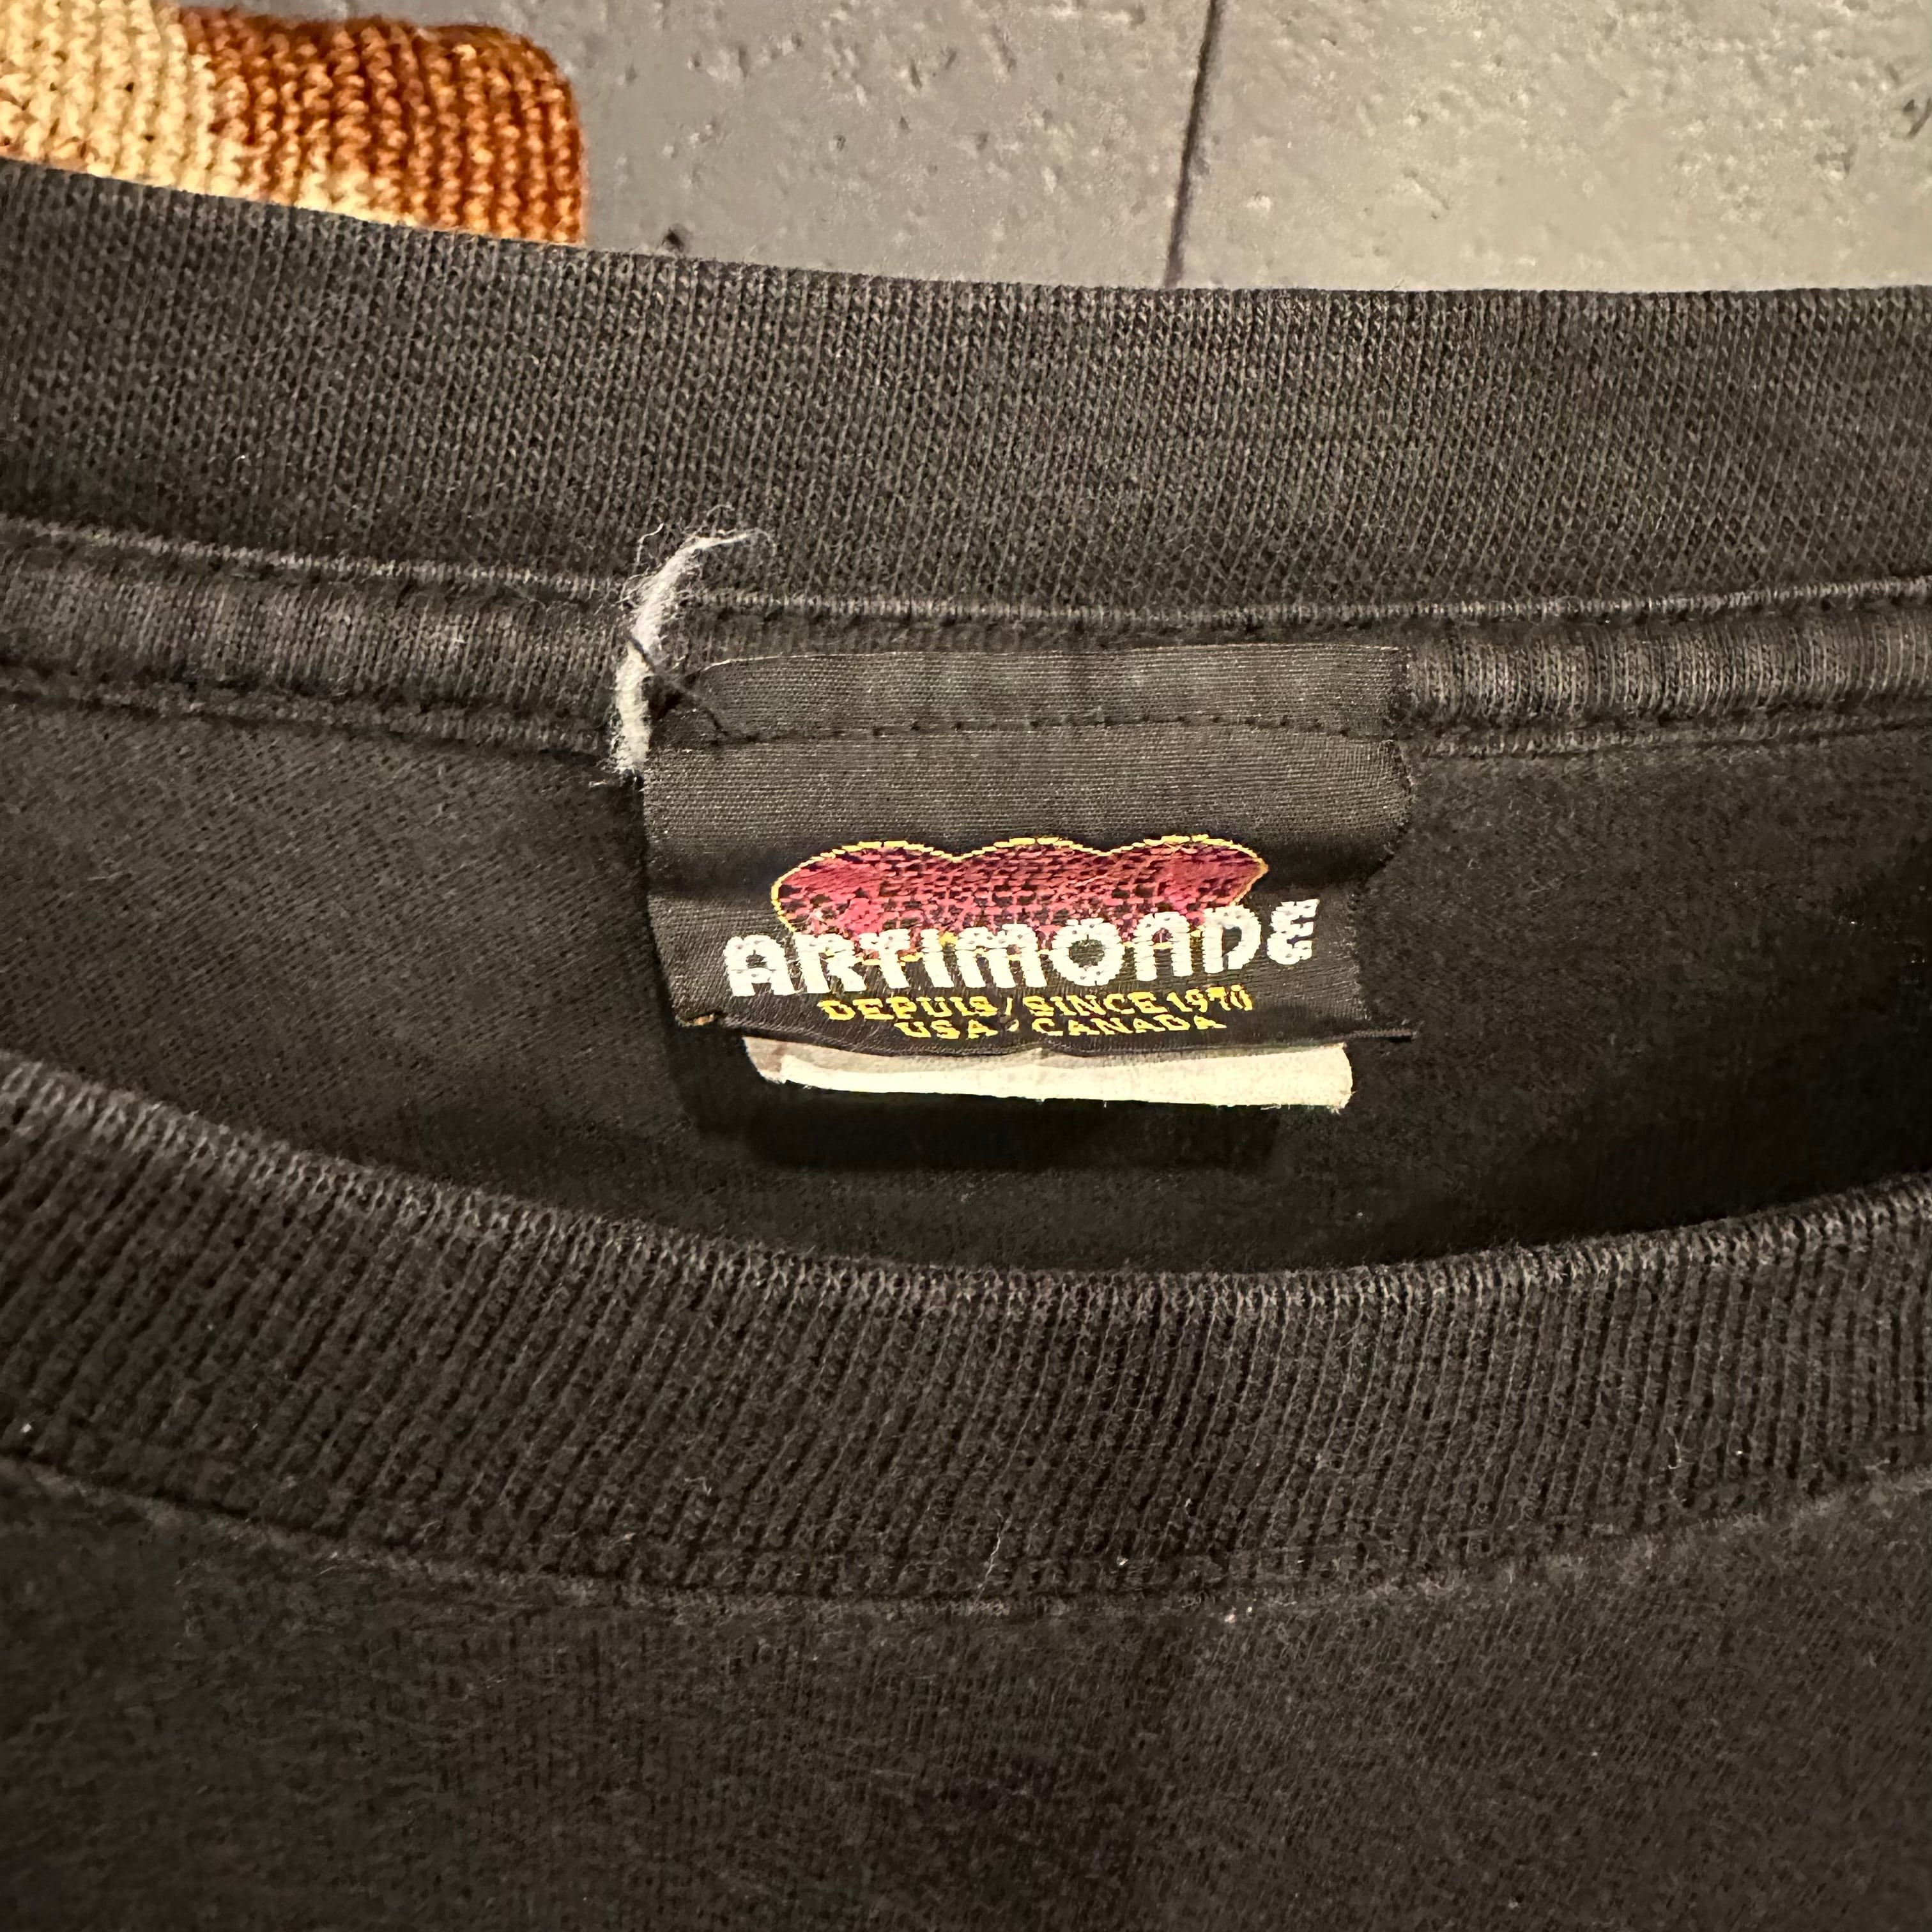 ARTIMONDE
DEPUIS / SINCE 1970
USA · CANADA